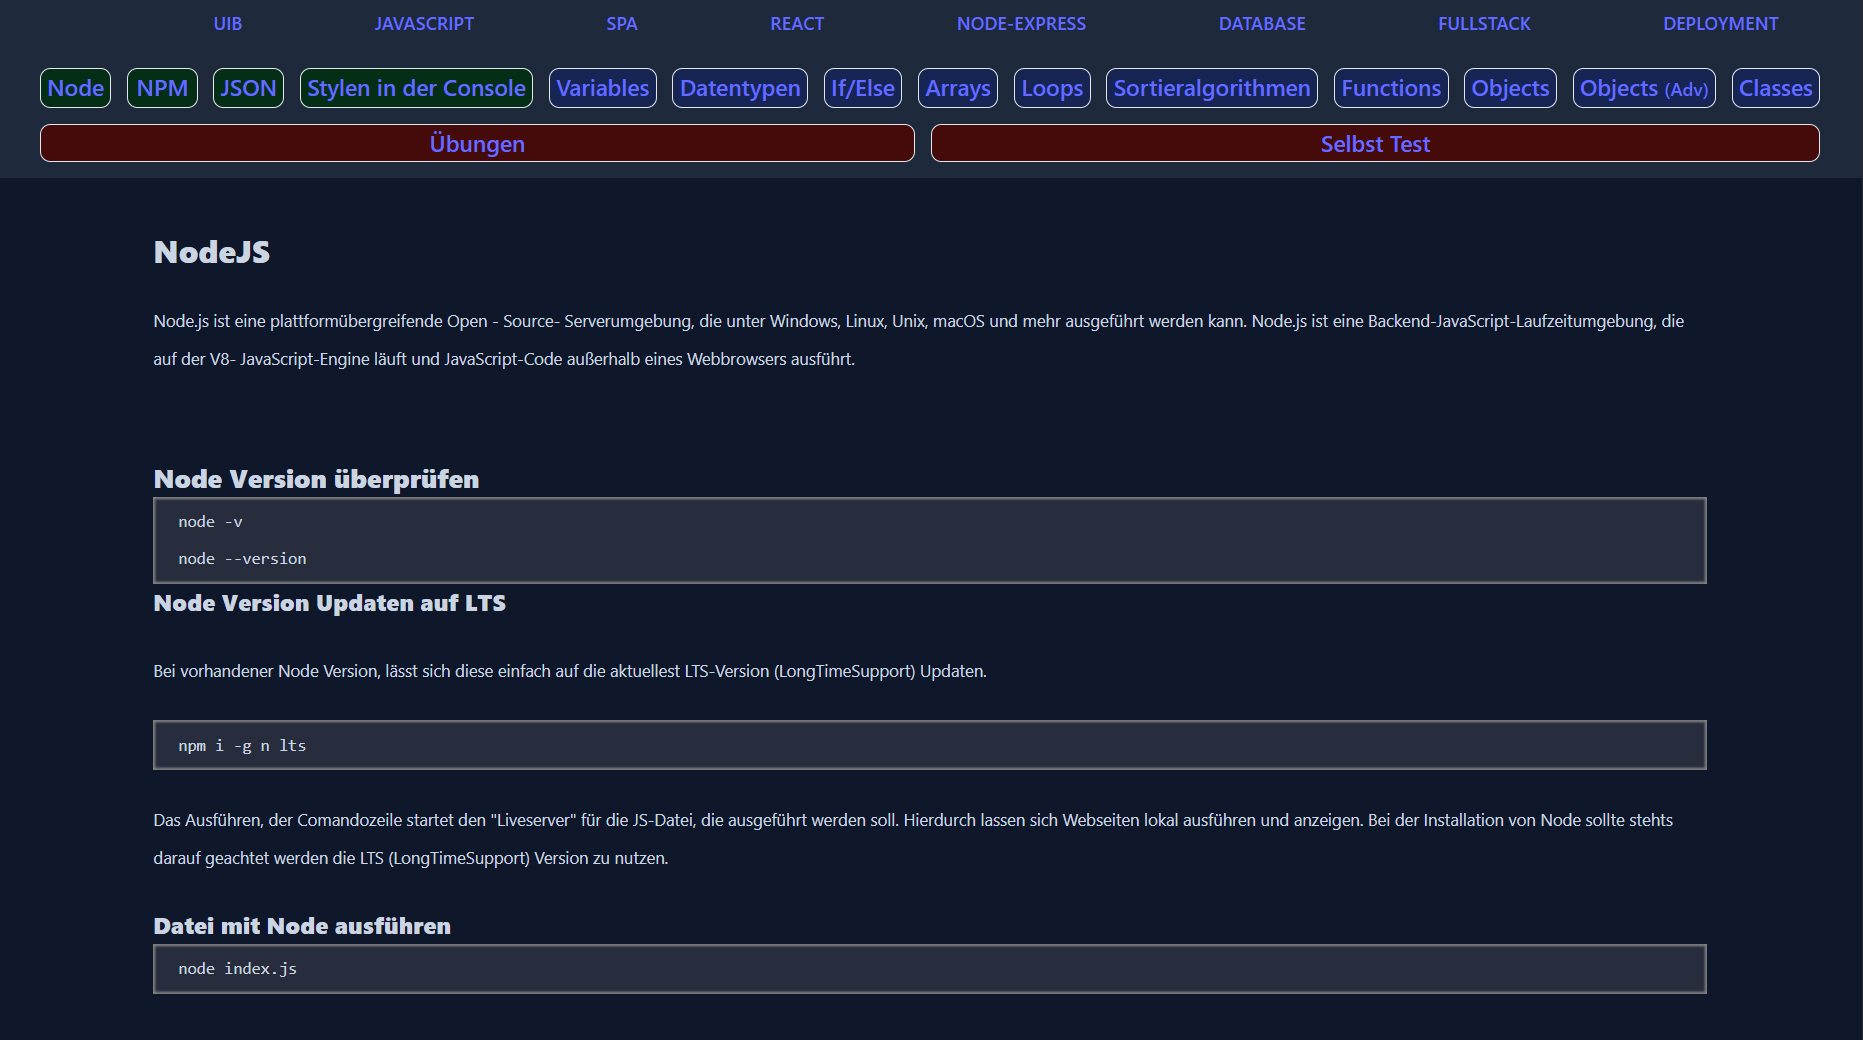 UIB JAVASCRIPT SPA REACT NODE-EXPRESS DATABASE FULLSTACK DEPLOYMENT
Node NPM JSON Stylen in der Console Variables Datentypen If/Else Arrays Loops Sortieralgorithmen Functions Objects Objects (Adv) Classes
Übungen Selbst Test
NodeJS
Node.js ist eine plattformübergreifende Open - Source- Serverumgebung, die unter Windows, Linux, Unix, macOS und mehr ausgeführt werden kann. Node.js ist eine Backend-JavaScript-Laufzeitumgebung, die
auf der V8- JavaScript-Engine läuft und JavaScript-Code außerhalb eines Webbrowsers ausführt.
Node Version überprüfen
node -v
node --version
Node Version Updaten auf LTS
Bei vorhandener Node Version, lässt sich diese einfach auf die aktuellest LTS-Version (LongTimeSupport) Updaten.
npm i -g n lts
Das Ausführen, der Comandozeile startet den "Liveserver" für die JS-Datei, die ausgeführt werden soll. Hierdurch lassen sich Webseiten lokal ausführen und anzeigen. Bei der Installation von Node sollte stehts
darauf geachtet werden die LTS (LongTimeSupport) Version zu nutzen.
Datei mit Node ausführen
node index.js